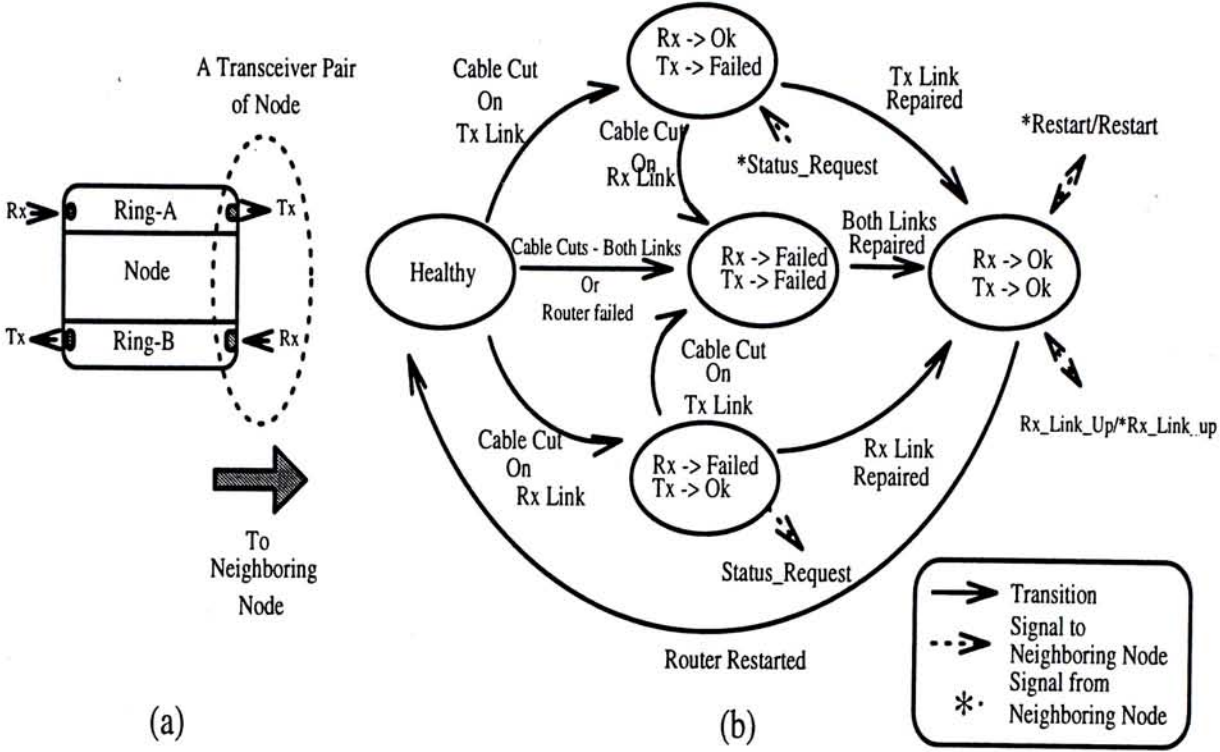 A Transceiver Pair
of Node
Rx
Ring-A
Tx
Node
Tx
Ring-B
Rx
To
Neighboring
Node
(a)
Rx -> Ok
Tx -> Failed
Cable Cut
On
Tx Link
Tx Link
Repaired
Cable Cut
On
Rx Link
*Status_Request
*Restart/Restart
Healthy
Cable Cuts - Both Links
Or
Router failed
Rx -> Failed
Tx -> Failed
Both Links
Repaired
Rx -> Ok
Tx -> Ok
Cable Cut
On
Tx Link
Cable Cut
On
Rx Link
Rx -> Failed
Tx -> Ok
Rx Link
Repaired
Rx_Link_Up/*Rx_Link_up
Status_Request
Router Restarted
Transition
Signal to
Neighboring Node
*
Signal from
Neighboring Node
(b)